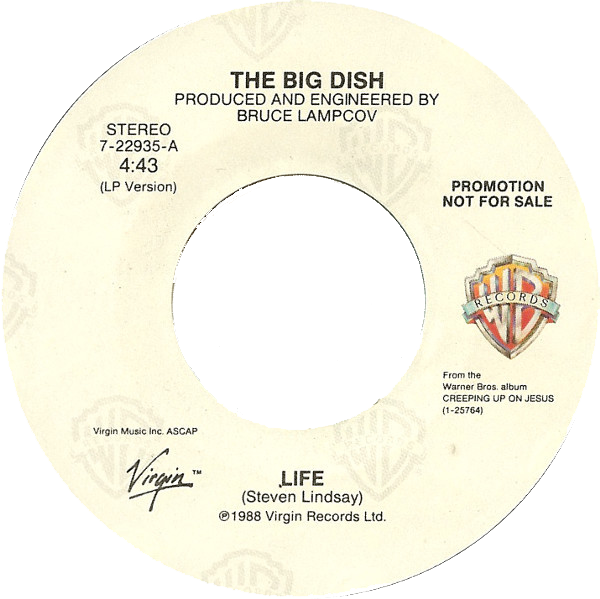 THE BIG DISH
PRODUCED AND ENGINEERED BY
BRUCE LAMPCOV
STEREO
7-22935-A
4:43
(LP Version)
PROMOTION
NOT FOR SALE
WB
RECORDS
From the
Warner Bros. album
CREEPING UP ON JESUS
(1-25764)
Virgin Music Inc. ASCAP
Virgin™
LIFE
(Steven Lindsay)
℗1988 Virgin Records Ltd.